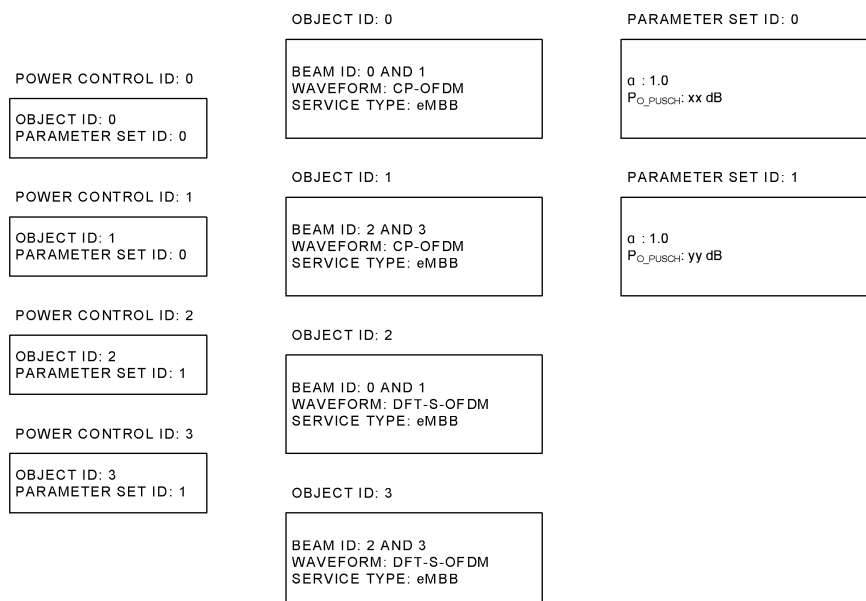 POWER CONTROL ID: 0
OBJECT ID: 0
PARAMETER SET ID: 0
POWER CONTROL ID: 1
OBJECT ID: 1
PARAMETER SET ID: 0
POWER CONTROL ID: 2
OBJECT ID: 2
PARAMETER SET ID: 1
POWER CONTROL ID: 3
OBJECT ID: 3
PARAMETER SET ID: 1
OBJECT ID: 0
BEAM ID: 0 AND 1
WAVEFORM: CP-OFDM
SERVICE TYPE: eMBB
OBJECT ID: 1
BEAM ID: 2 AND 3
WAVEFORM: CP-OFDM
SERVICE TYPE: eMBB
OBJECT ID: 2
BEAM ID: 0 AND 1
WAVEFORM: DFT-S-OFDM
SERVICE TYPE: eMBB
OBJECT ID: 3
BEAM ID: 2 AND 3
WAVEFORM: DFT-S-OFDM
SERVICE TYPE: eMBB
PARAMETER SET ID: 0
α : 1.0
PO_PUSCH: xx dB
PARAMETER SET ID: 1
α : 1.0
PO_PUSCH: yy dB